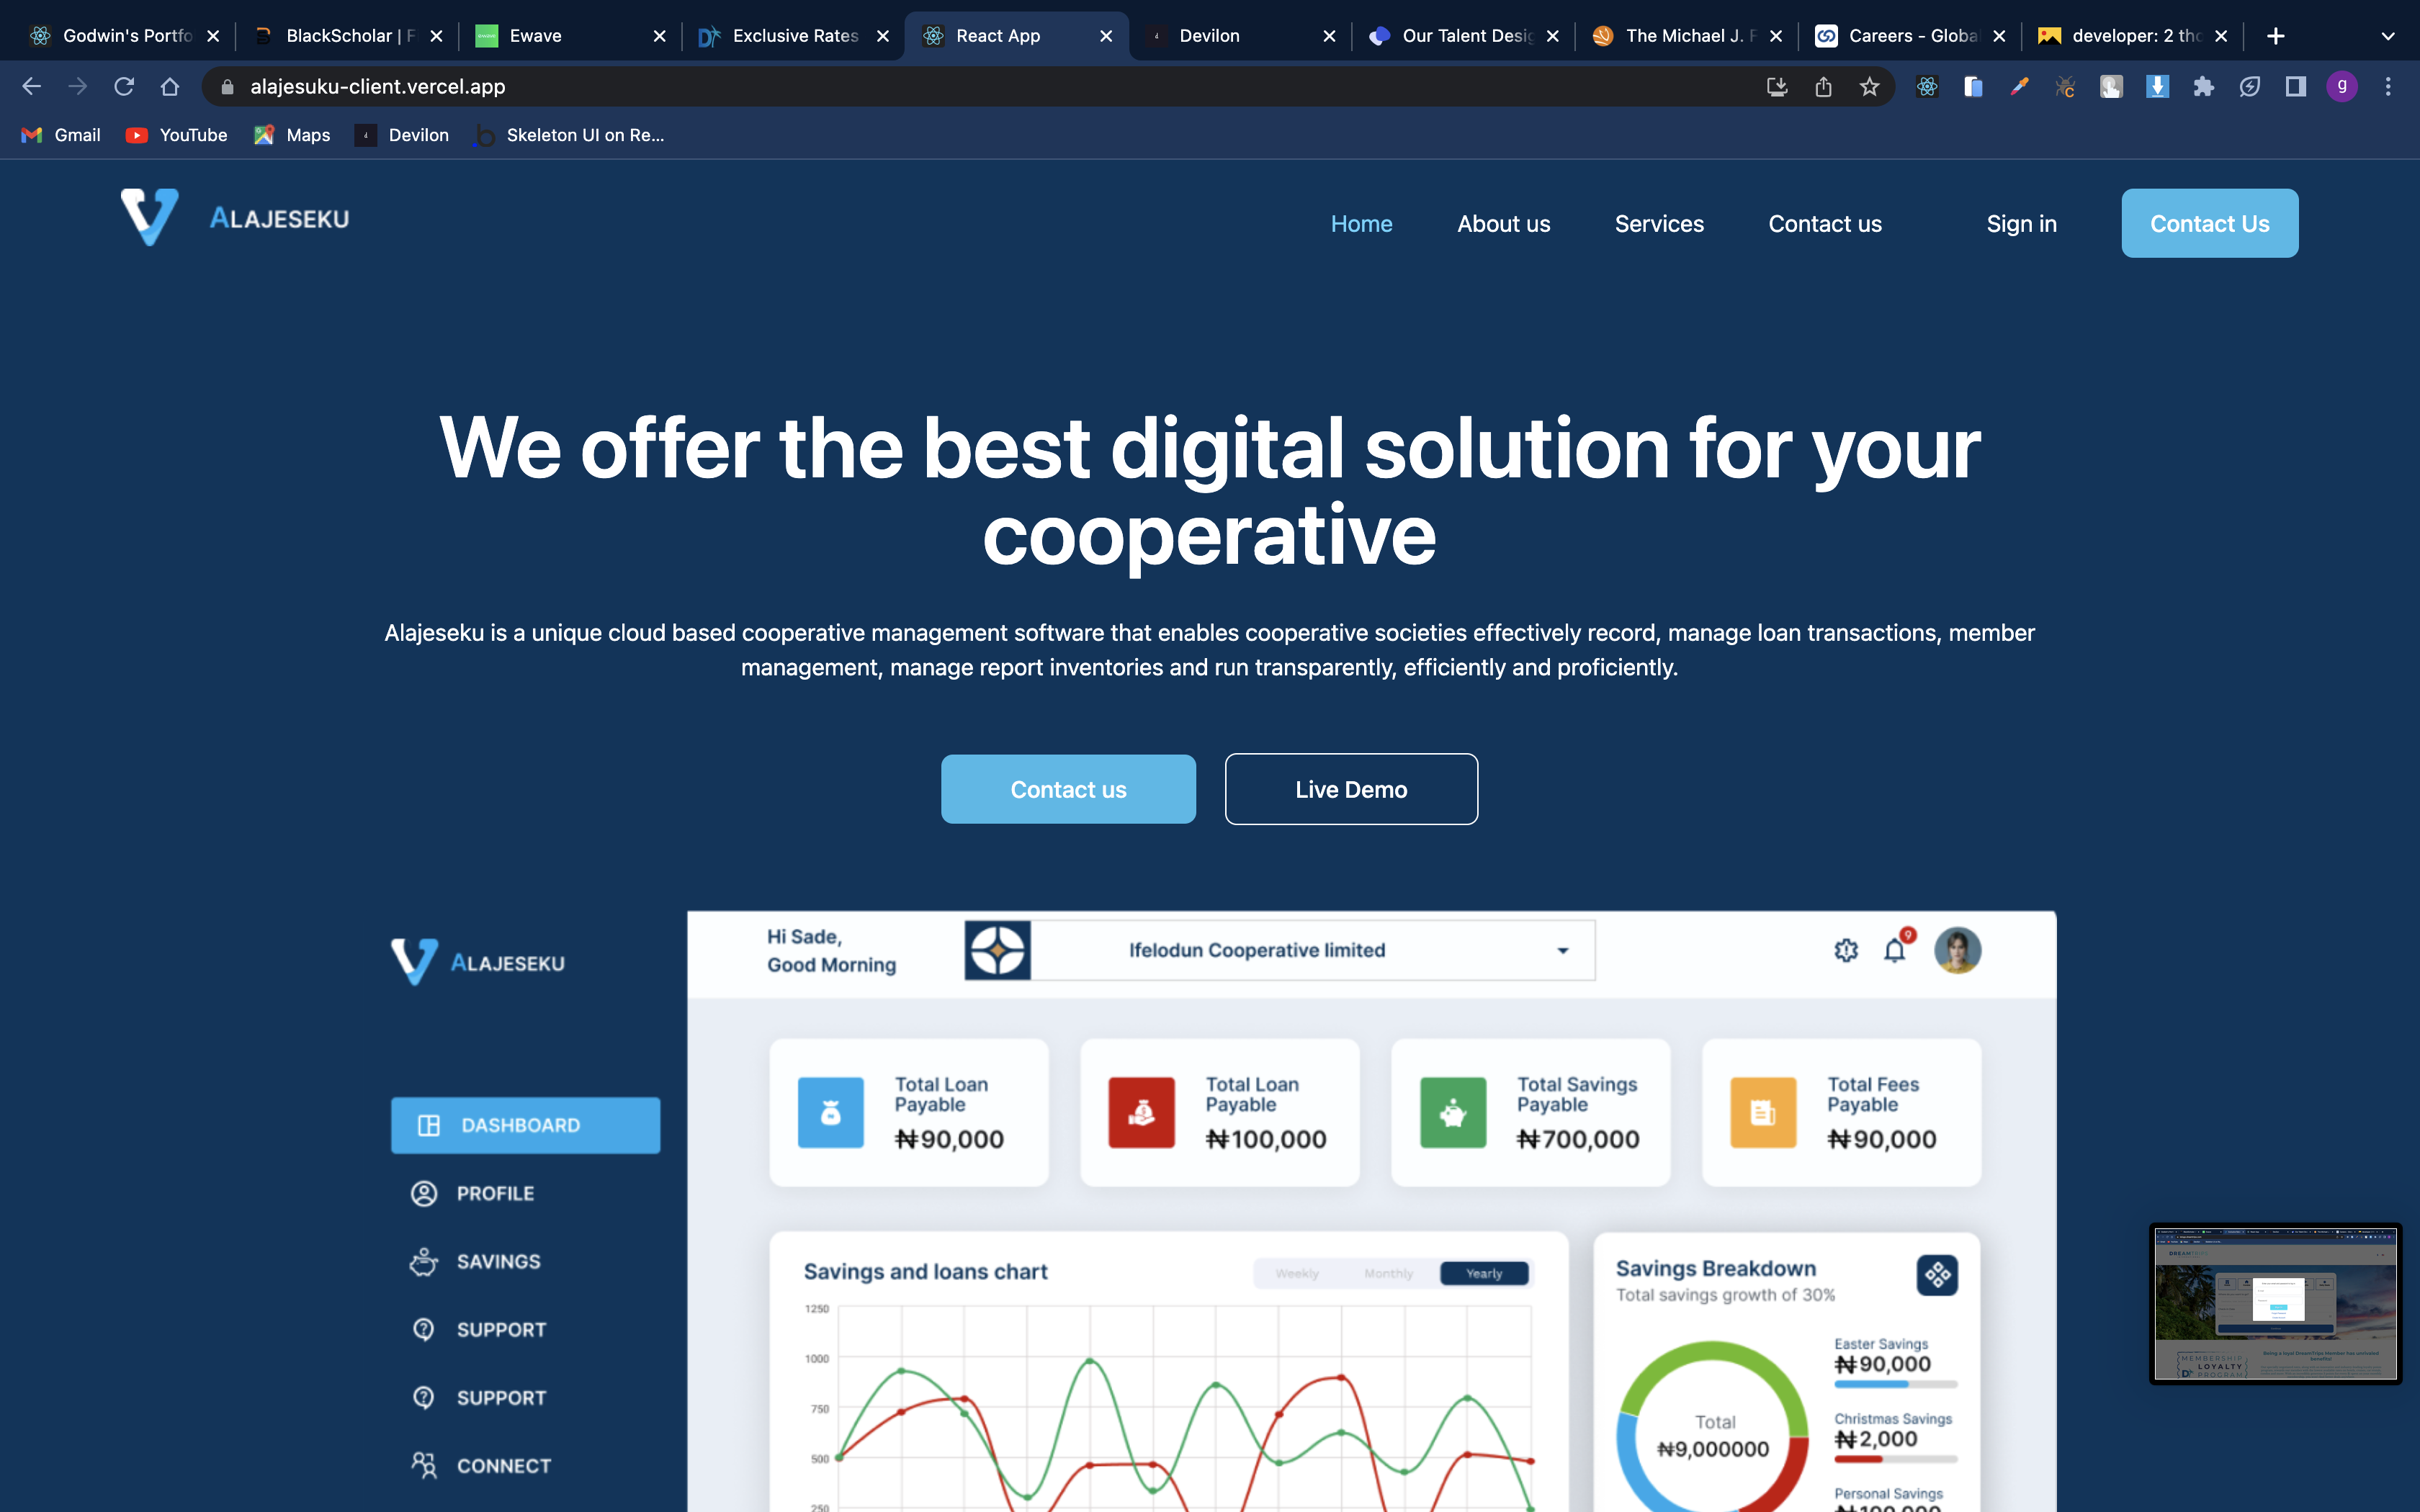 Godwin's Portfo
BlackScholar | F
Ewave
Exclusive Rates
React App
Devilon
Our Talent Desig
The Michael J. F
Careers - Globa
developer: 2 tho
alajesuku-client.vercel.app
g
Gmail
YouTube
Maps
Devilon
Skeleton UI on Re...
ALAJESEKU
Home
About us
Services
Contact us
Sign in
Contact Us
We offer the best digital solution for your
cooperative
Alajeseku is a unique cloud based cooperative management software that enables cooperative societies effectively record, manage loan transactions, member
management, manage report inventories and run transparently, efficiently and proficiently.
Contact us
Live Demo
ALAJESEKU
Hi Sade,
Good Morning
Ifelodun Cooperative limited
9
Total Loan
Payable
₦90,000
Total Loan
Payable
₦100,000
Total Savings
Payable
₦700,000
Total Fees
Payable
₦90,000
DASHBOARD
PROFILE
SAVINGS
SUPPORT
SUPPORT
CONNECT
Savings and loans chart
Weekly
Monthly
Yearly
1250
1000
750
500
250
Savings Breakdown
Total savings growth of 30%
Total
₦9,000000
Easter Savings
₦90,000
Christmas Savings
₦2,000
Personal Savings
₦100,000
DREAMTRIPS
MEMBERSHIP
LOYALTY
PROGRAM